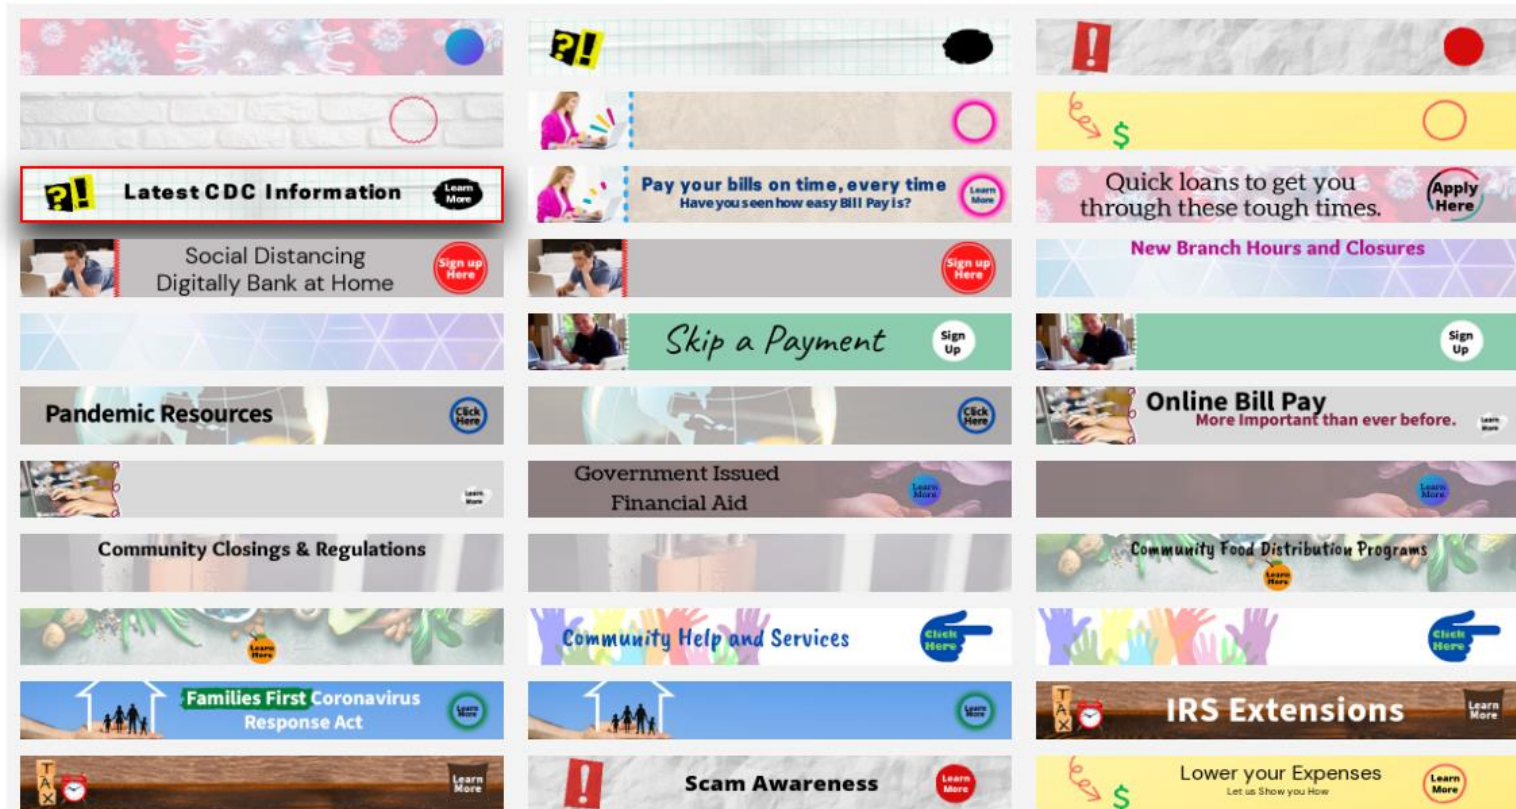 ?!
!
$
?!
Latest CDC Information
Learn
More
Pay your bills on time, every time
Have you seen how easy Bill Pay is?
Learn
More
Quick loans to get you
through these tough times.
Apply
Here
Social Distancing
Digitally Bank at Home
Sign up
Here
Sign up
Here
New Branch Hours and Closures
Skip a Payment
Sign
Up
Sign
Up
Pandemic Resources
Click
Here
Click
Here
Online Bill Pay
More Important than ever before.
Learn
More
Learn
More
Government Issued
Financial Aid
Learn
More
Learn
More
Community Closings & Regulations
Community Food Distribution Programs
Learn
More
Learn
More
Community Help and Services
Click
Here
Click
Here
Families First Coronavirus
Response Act
Learn
More
Learn
More
TAX
IRS Extensions
Learn
More
TAX
Learn
More
!
Scam Awareness
Learn
More
$
Lower your Expenses
Let us Show you How
Learn
More